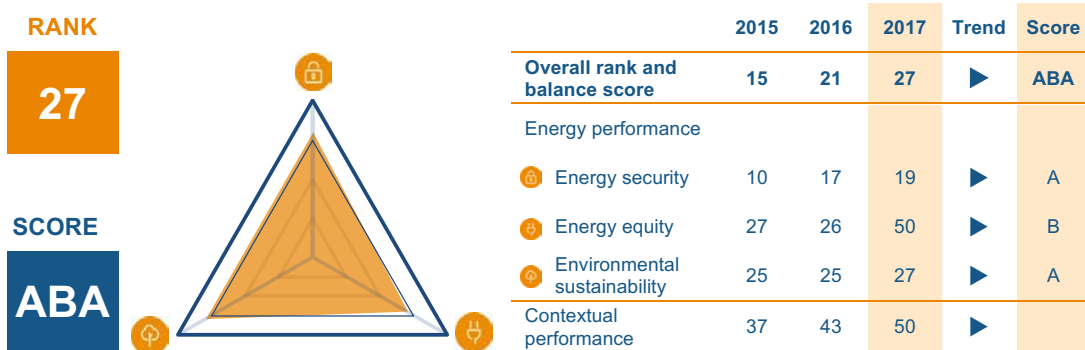 RANK
27
SCORE
ABA
2015 2016 2017 Trend Score
Overall rank and
balance score 15 21 27 ABA
Energy performance
Energy security 10 17 19 A
Energy equity 27 26 50 B
Environmental
sustainability 25 25 27 A
Contextual
performance 37 43 50